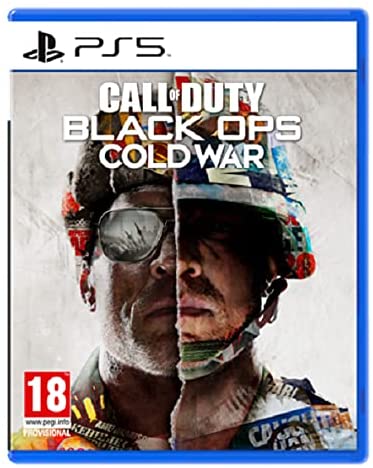 PS5
CALL OF DUTY
BLACK OPS
COLD WAR
18
www.pegi.info
PROVISIONAL